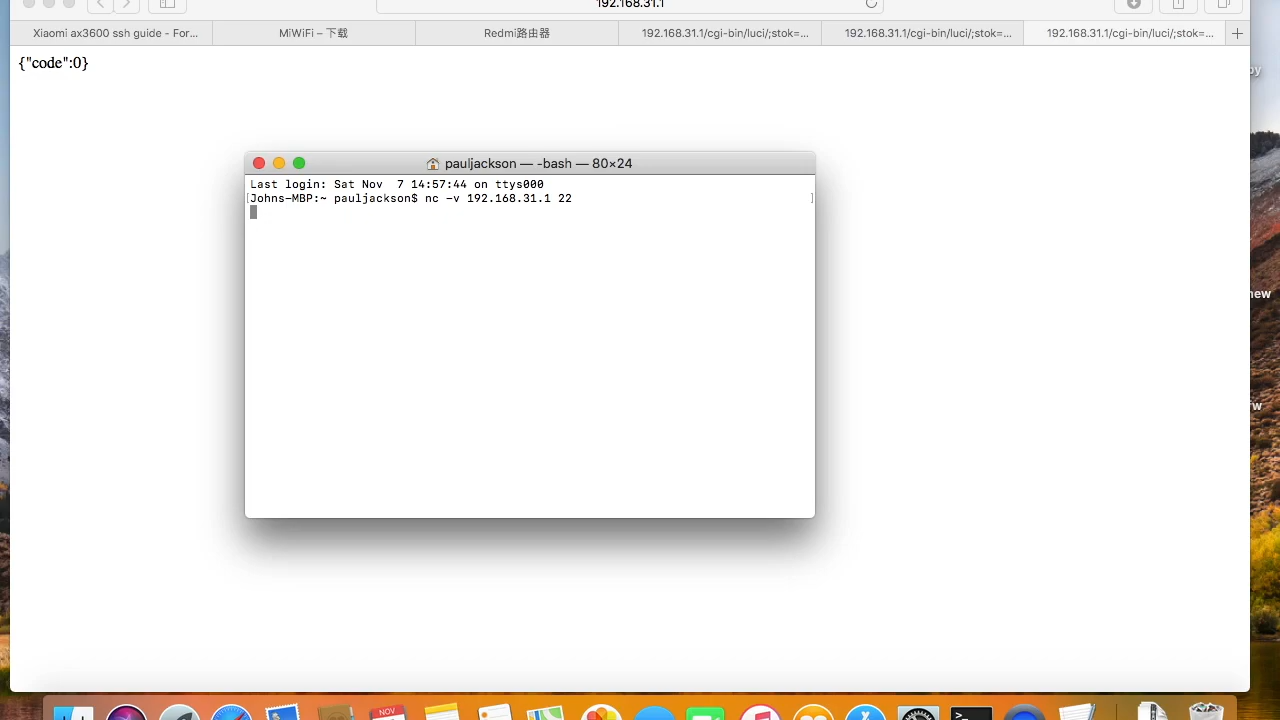 192.168.31.1
Xiaomi ax3600 ssh guide - For...
MiWiFi – 下载
Redmi路由器
192.168.31.1/cgi-bin/luci/;stok=...
192.168.31.1/cgi-bin/luci/;stok=...
192.168.31.1/cgi-bin/luci/;stok=...
{"code":0}
pauljackson — -bash — 80×24
Last login: Sat Nov  7 14:57:44 on ttys000
[Johns-MBP:~ pauljackson$ nc -v 192.168.31.1 22 ]
new
NOV